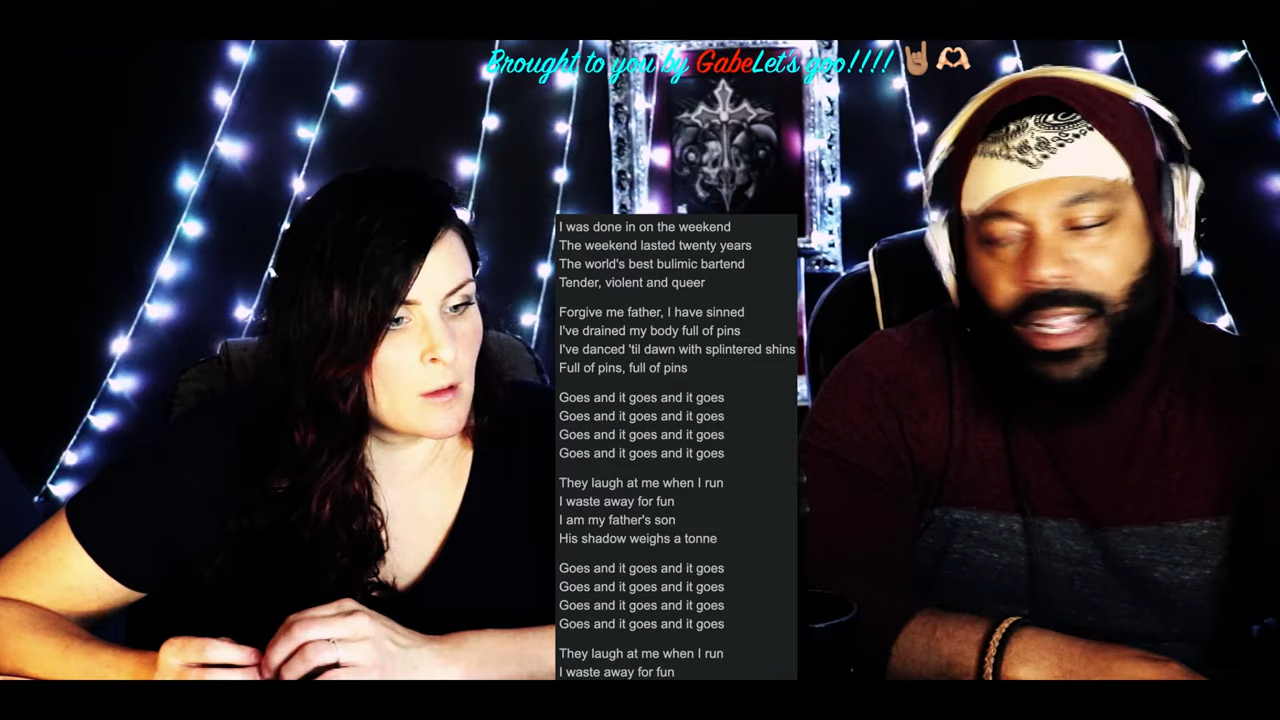 Brought to you by GabeLet's goo!!!! 🤘🏽🫶🏽
I was done in on the weekend
The weekend lasted twenty years
The world's best bulimic bartend
Tender, violent and queer
Forgive me father, I have sinned
I've drained my body full of pins
I've danced 'til dawn with splintered shins
Full of pins, full of pins
Goes and it goes and it goes
Goes and it goes and it goes
Goes and it goes and it goes
Goes and it goes and it goes
They laugh at me when I run
I waste away for fun
I am my father's son
His shadow weighs a tonne
Goes and it goes and it goes
Goes and it goes and it goes
Goes and it goes and it goes
Goes and it goes and it goes
They laugh at me when I run
I waste away for fun